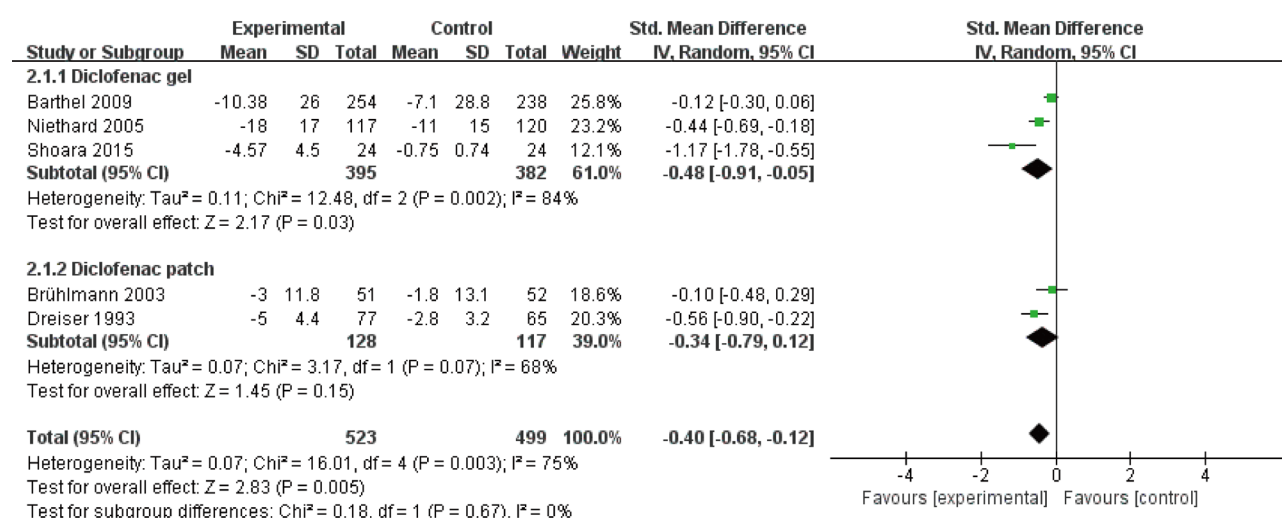 Experimental Control Std. Mean Difference Std. Mean Difference
Study or Subgroup Mean SD Total Mean SD Total Weight IV, Random, 95% CI IV, Random, 95% CI
2.1.1 Diclofenac gel
Barthel 2009 -10.38 26 254 -7.1 28.8 238 25.8% -0.12 [-0.30, 0.06]
Niethard 2005 -18 17 117 -11 15 120 23.2% -0.44 [-0.69, -0.18]
Shoara 2015 -4.57 4.5 24 -0.75 0.74 24 12.1% -1.17 [-1.78, -0.55]
Subtotal (95% CI) 395 382 61.0% -0.48 [-0.91, -0.05]
Heterogeneity: Tau² = 0.11; Chi² = 12.48, df = 2 (P = 0.002); I² = 84%
Test for overall effect: Z = 2.17 (P = 0.03)
2.1.2 Diclofenac patch
Brühlmann 2003 -3 11.8 51 -1.8 13.1 52 18.6% -0.10 [-0.48, 0.29]
Dreiser 1993 -5 4.4 77 -2.8 3.2 65 20.3% -0.56 [-0.90, -0.22]
Subtotal (95% CI) 128 117 39.0% -0.34 [-0.79, 0.12]
Heterogeneity: Tau² = 0.07; Chi² = 3.17, df = 1 (P = 0.07); I² = 68%
Test for overall effect: Z = 1.45 (P = 0.15)
Total (95% CI) 523 499 100.0% -0.40 [-0.68, -0.12]
Heterogeneity: Tau² = 0.07; Chi² = 16.01, df = 4 (P = 0.003); I² = 75%
Test for overall effect: Z = 2.83 (P = 0.005)
Test for subgroup differences: Chi² = 0.18, df = 1 (P = 0.67), I² = 0%
-4 -2 0 2 4
Favours [experimental] Favours [control]